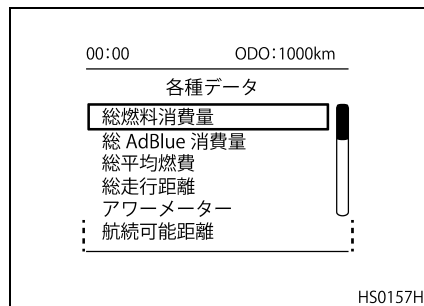 00:00 ODO:1000km
各種データ
総燃料消費量
総 AdBlue 消費量
総平均燃費
総走行距離
アワーメーター
航続可能距離
HS0157H